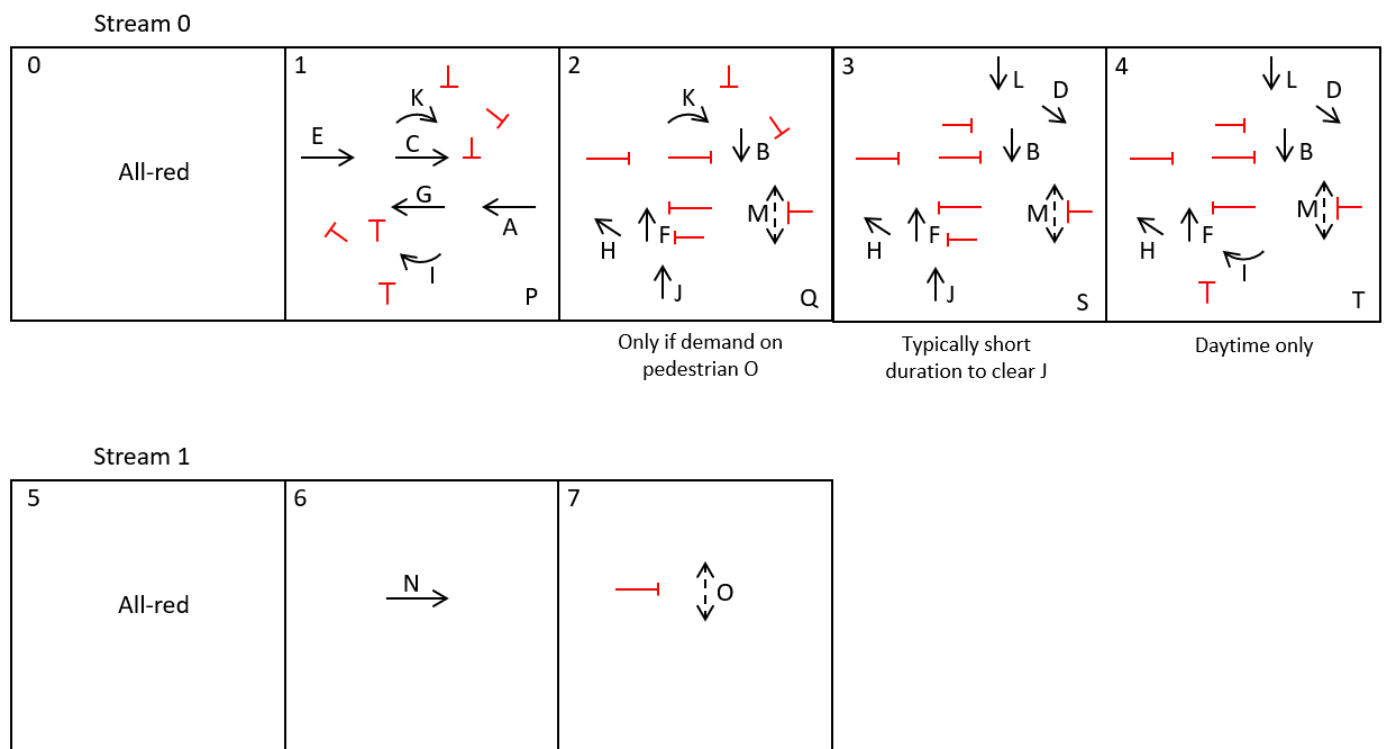 Stream 0
0
All-red
1
K
E
C
G
A
I
P
2
K
B
M
H
F
J
Q
3
L
D
B
M
H
F
J
S
4
L
D
B
M
H
F
I
T
Only if demand on
pedestrian O
Typically short
duration to clear J
Daytime only
Stream 1
5
All-red
6
N
7
O